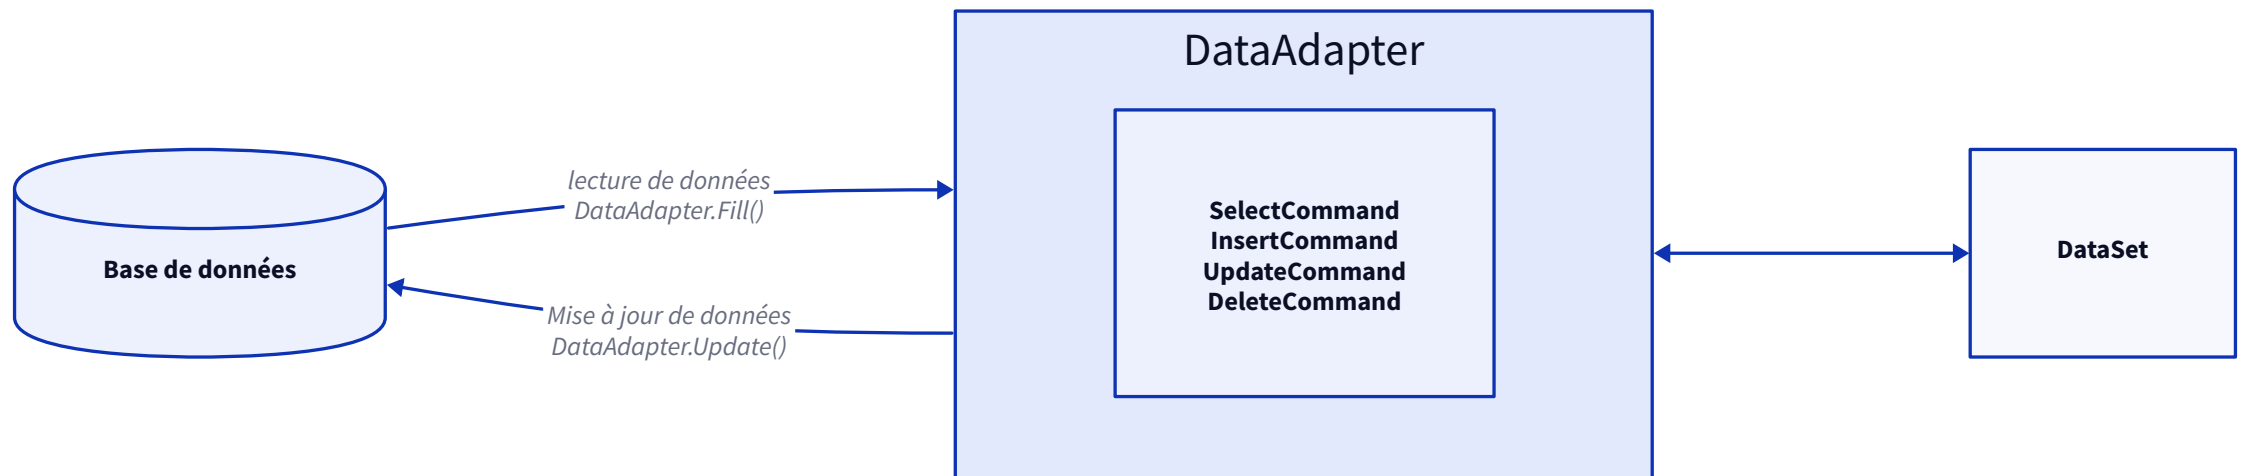 DataAdapter
lecture de données
DataAdapter.Fill()
Base de données
Mise à jour de données
DataAdapter.Update()
SelectCommand
InsertCommand
UpdateCommand
DeleteCommand
DataSet